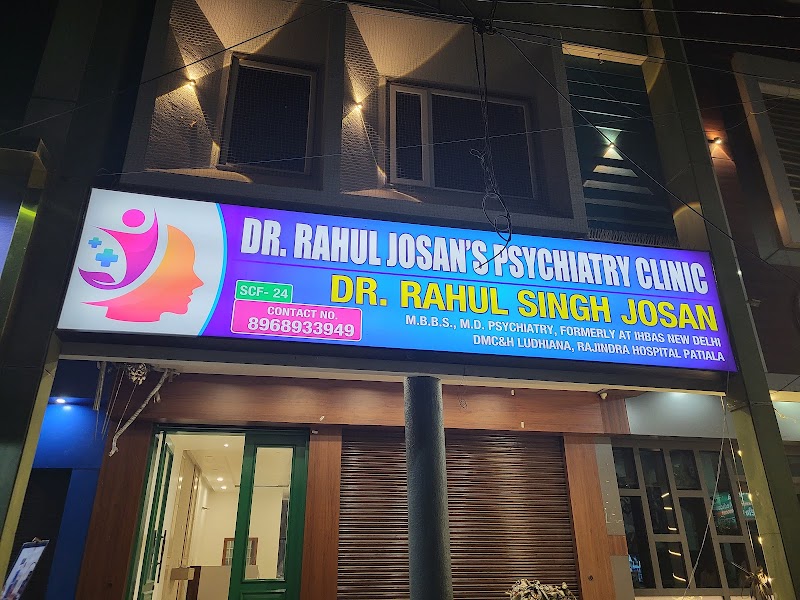 DR. RAHUL JOSAN'S PSYCHIATRY CLINIC
SCF- 24
DR. RAHUL SINGH JOSAN
CONTACT NO.
8968933949
M.B.B.S., M.D. PSYCHIATRY, FORMERLY AT IHBAS NEW DELHI
DMC&H LUDHIANA, RAJINDRA HOSPITAL PATIALA